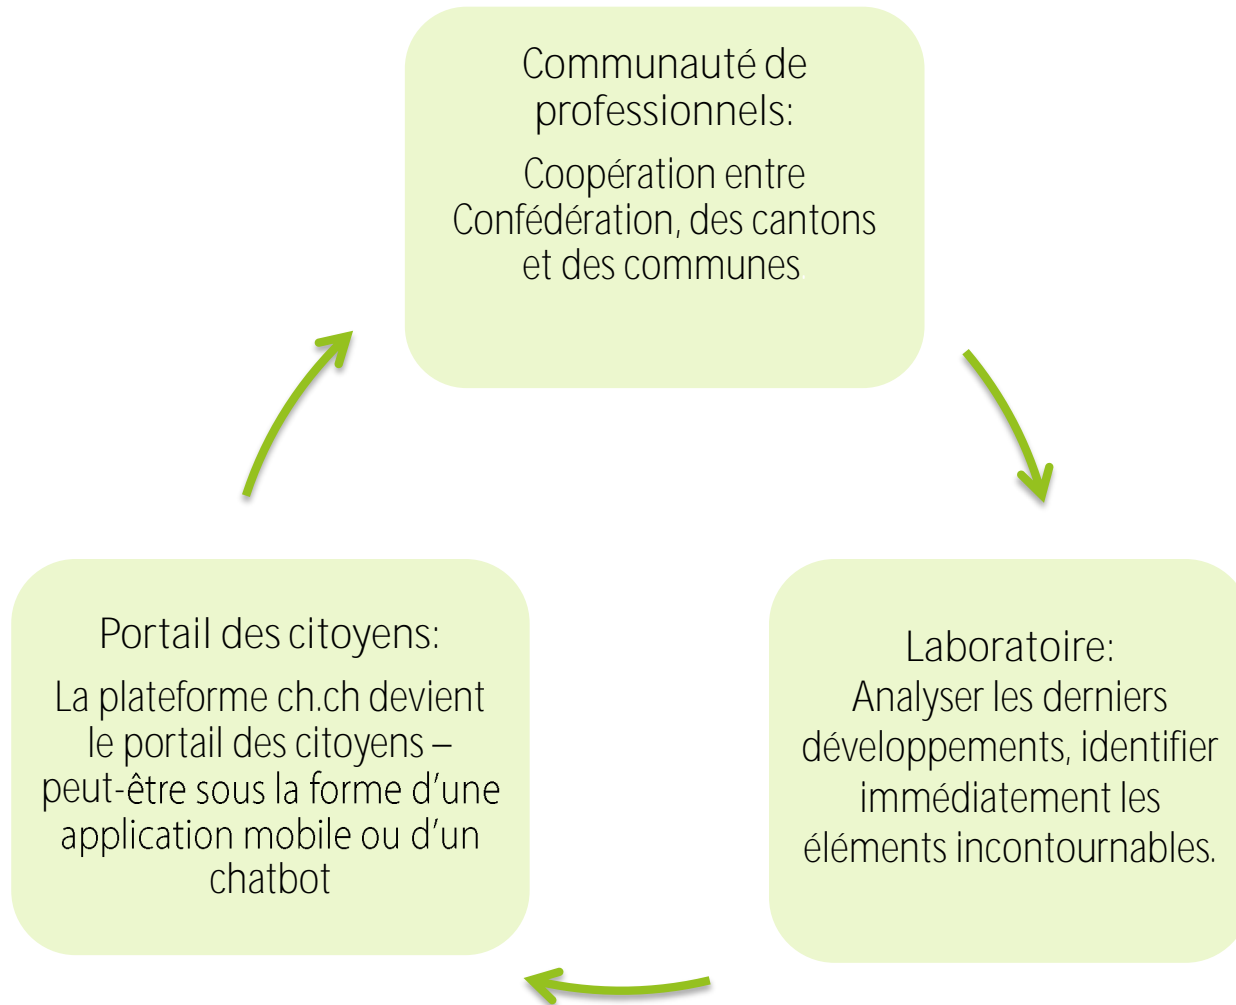 Communauté de
professionnels:
Coopération entre
Confédération, des cantons
et des communes
Portail des citoyens:
La plateforme ch.ch devient
le portail des citoyens –
peut-être sous la forme d'une
application mobile ou d'un
chatbot
Laboratoire:
Analyser les derniers
développements, identifier
immédiatement les
éléments incontournables.